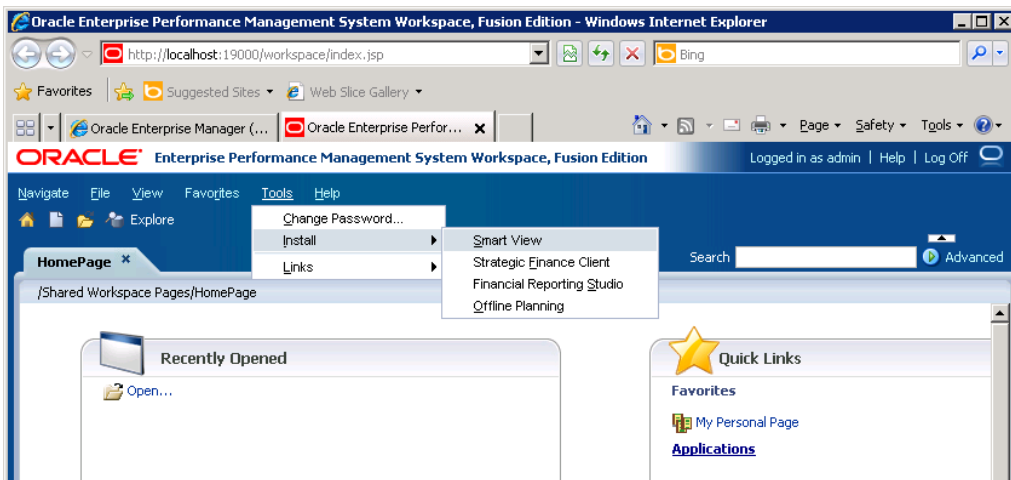 Oracle Enterprise Performance Management System Workspace, Fusion Edition - Windows Internet Explorer
http://localhost:19000/workspace/index.jsp Bing
Favorites Suggested Sites Web Slice Gallery
Oracle Enterprise Manager (... Oracle Enterprise Perfor... Page Safety Tools
ORACLE Enterprise Performance Management System Workspace, Fusion Edition Logged in as admin | Help | Log Off
Navigate File View Favorites Tools Help
Explore Change Password...
Install Smart View
HomePage Links Strategic Finance Client Search Advanced
Financial Reporting Studio
/Shared Workspace Pages/HomePage Offline Planning
Recently Opened Quick Links
Open... Favorites
My Personal Page
Applications